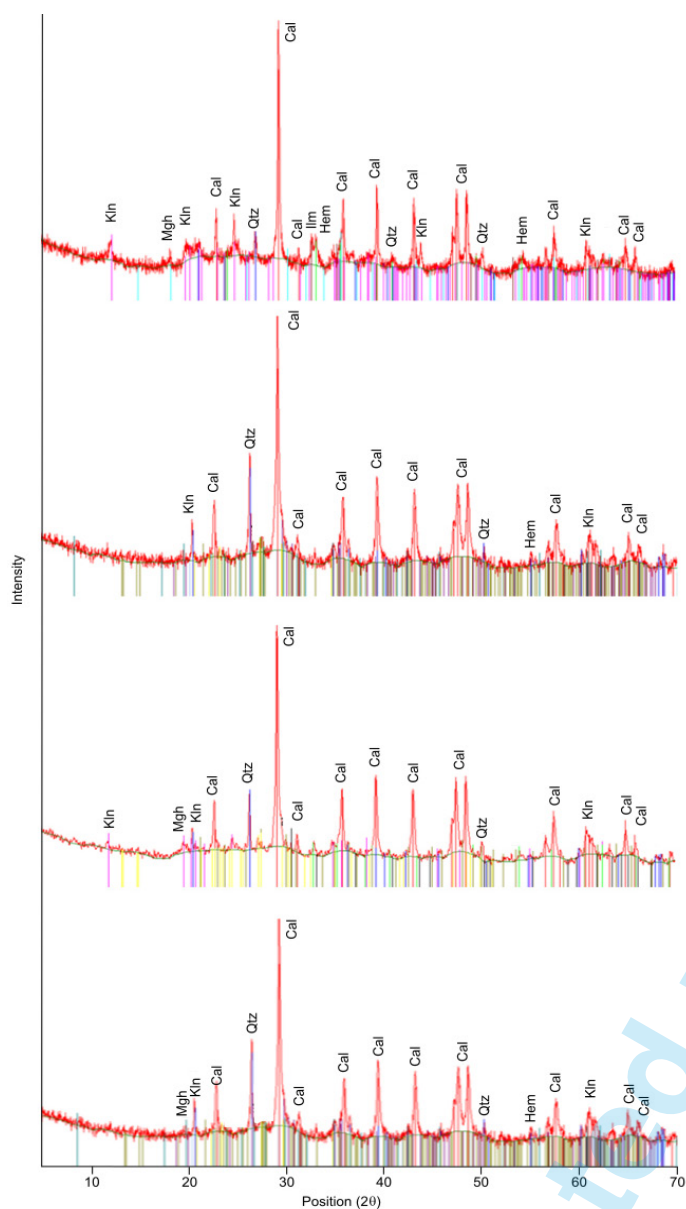 Cal
Kln Mgh Kln Cal Kln Qtz Cal Ilm Hem Cal Cal Qtz Cal Kln Cal Qtz Hem Cal Kln Cal Cal
Cal
Kln Cal Qtz Cal Cal Cal Cal Cal Qtz Hem Cal Kln Cal Cal
Intensity
Cal
Kln Mgh Kln Cal Qtz Cal Cal Cal Cal Cal Qtz Cal Kln Cal Cal
Cal
Mgh Kln Cal Qtz Cal Cal Cal Cal Cal Qtz Hem Cal Kln Cal Cal
10 20 30 40 50 60 70
Position (2θ)
ted